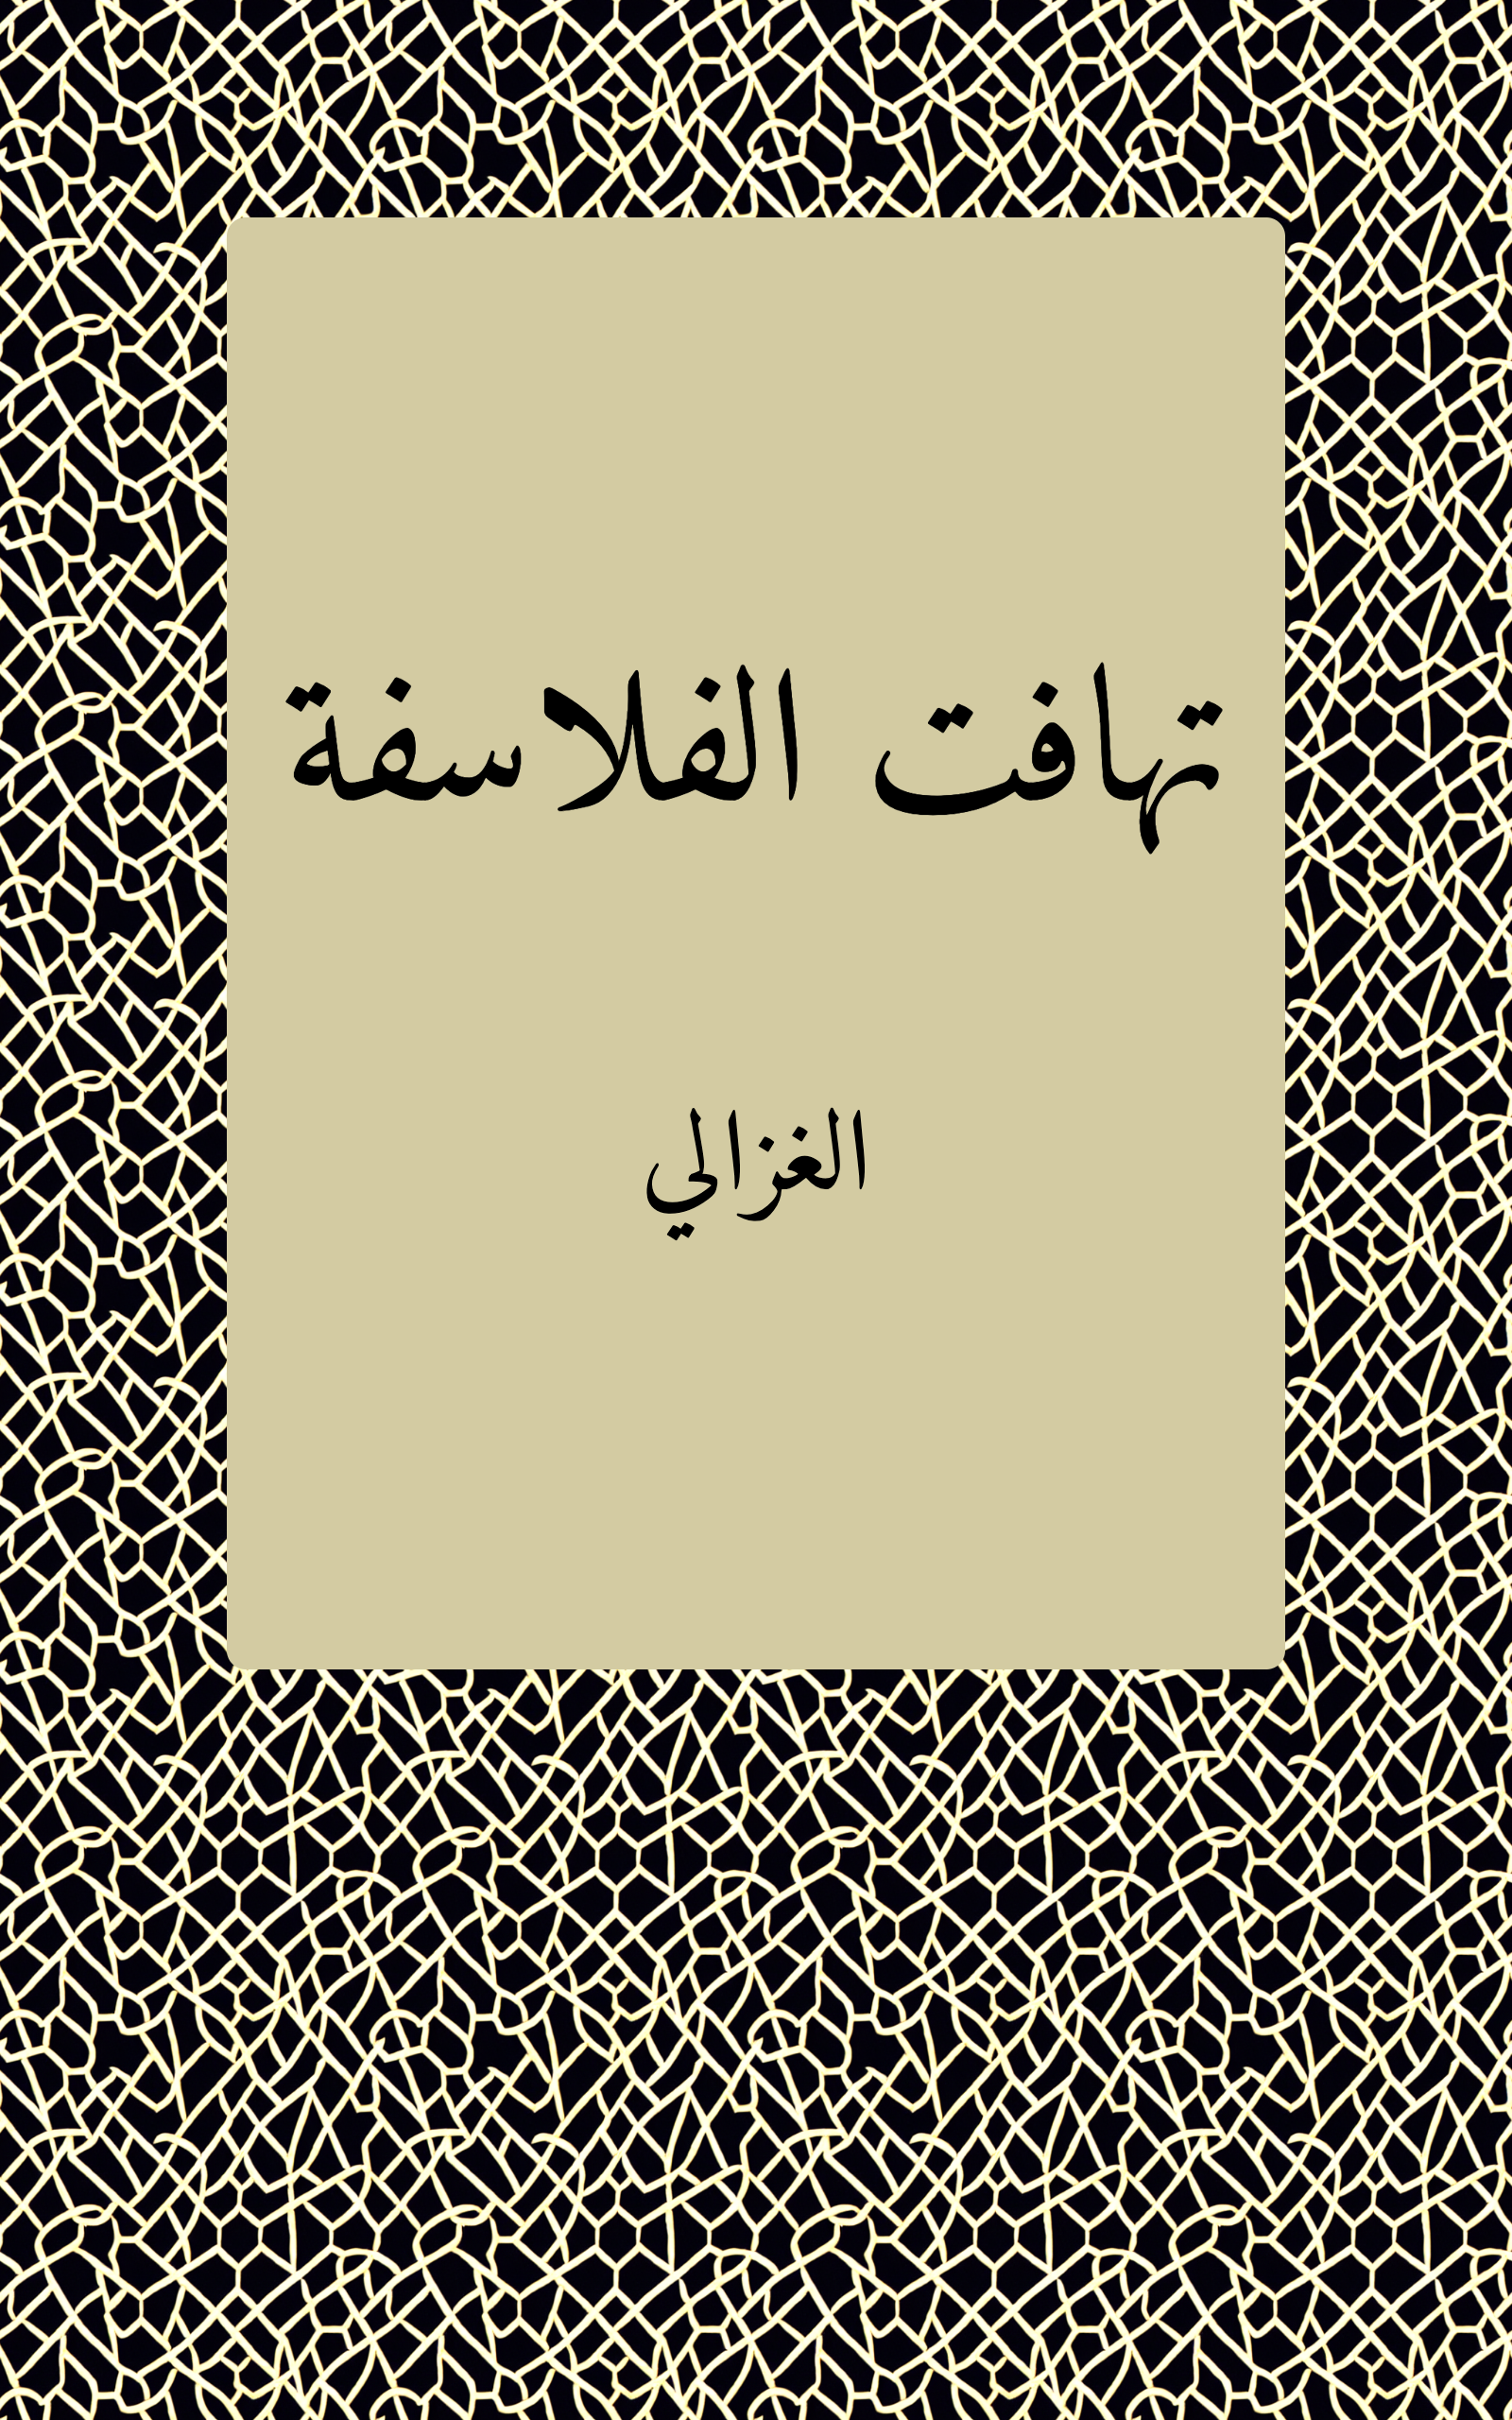 تهافت الفلاسفة
الغزالي